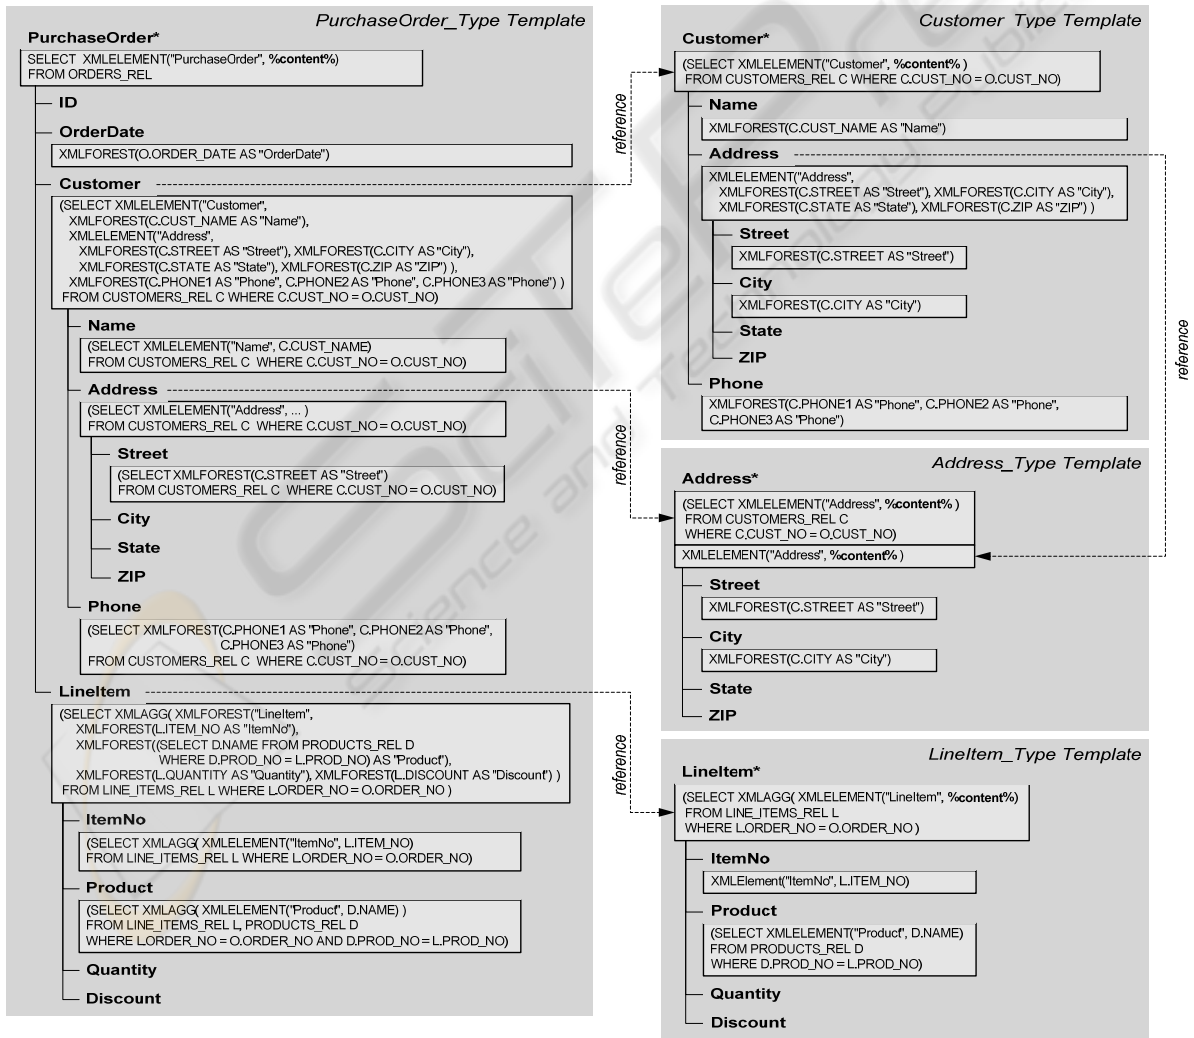 PurchaseOrder_Type Template
PurchaseOrder*
SELECT XMLELEMENT("PurchaseOrder", %content%)
FROM ORDERS_REL
ID
OrderDate
XMLFOREST(O.ORDER_DATE AS "OrderDate")
Customer
(SELECT XMLELEMENT("Customer",
XMLFOREST(C.CUST_NAME AS "Name"),
XMLELEMENT("Address",
XMLFOREST(C.STREET AS "Street"), XMLFOREST(C.CITY AS "City"),
XMLFOREST(C.STATE AS "State"), XMLFOREST(C.ZIP AS "ZIP") ),
XMLFOREST(C.PHONE1 AS "Phone", C.PHONE2 AS "Phone", C.PHONE3 AS "Phone") )
FROM CUSTOMERS_REL C WHERE C.CUST_NO = O.CUST_NO)
Name
(SELECT XMLELEMENT("Name", C.CUST_NAME)
FROM CUSTOMERS_REL C WHERE C.CUST_NO = O.CUST_NO)
Address
(SELECT XMLELEMENT("Address", ... )
FROM CUSTOMERS_REL C WHERE C.CUST_NO = O.CUST_NO)
Street
(SELECT XMLFOREST(C.STREET AS "Street")
FROM CUSTOMERS_REL C WHERE C.CUST_NO = O.CUST_NO)
City
State
ZIP
Phone
(SELECT XMLFOREST(C.PHONE1 AS "Phone", C.PHONE2 AS "Phone",
C.PHONE3 AS "Phone")
FROM CUSTOMERS_REL C WHERE C.CUST_NO = O.CUST_NO)
LineItem
(SELECT XMLAGG( XMLFOREST("LineItem",
XMLFOREST(L.ITEM_NO AS "ItemNo"),
XMLFOREST((SELECT D.NAME FROM PRODUCTS_REL D
WHERE D.PROD_NO = L.PROD_NO) AS "Product"),
XMLFOREST(L.QUANTITY AS "Quantity"), XMLFOREST(L.DISCOUNT AS "Discount") )
FROM LINE_ITEMS_REL L WHERE L.ORDER_NO = O.ORDER_NO )
ItemNo
(SELECT XMLAGG( XMLELEMENT("ItemNo", L.ITEM_NO)
FROM LINE_ITEMS_REL L WHERE L.ORDER_NO = O.ORDER_NO)
Product
(SELECT XMLAGG( XMLELEMENT("Product", D.NAME) )
FROM LINE_ITEMS_REL L, PRODUCTS_REL D
WHERE L.ORDER_NO = O.ORDER_NO AND D.PROD_NO = L.PROD_NO)
Quantity
Discount
reference
reference
reference
Customer_Type Template
Customer*
(SELECT XMLELEMENT("Customer", %content% )
FROM CUSTOMERS_REL C WHERE C.CUST_NO = O.CUST_NO)
Name
XMLFOREST(C.CUST_NAME AS "Name")
Address
XMLELEMENT("Address",
XMLFOREST(C.STREET AS "Street"), XMLFOREST(C.CITY AS "City"),
XMLFOREST(C.STATE AS "State"), XMLFOREST(C.ZIP AS "ZIP") )
Street
XMLFOREST(C.STREET AS "Street")
City
XMLFOREST(C.CITY AS "City")
State
ZIP
Phone
XMLFOREST(C.PHONE1 AS "Phone", C.PHONE2 AS "Phone",
C.PHONE3 AS "Phone")
reference
Address_Type Template
Address*
(SELECT XMLELEMENT("Address", %content% )
FROM CUSTOMERS_REL C
WHERE C.CUST_NO = O.CUST_NO)
XMLELEMENT("Address", %content% )
Street
XMLFOREST(C.STREET AS "Street")
City
XMLFOREST(C.CITY AS "City")
State
ZIP
LineItem_Type Template
LineItem*
(SELECT XMLAGG( XMLELEMENT("LineItem", %content%)
FROM LINE_ITEMS_REL L
WHERE L.ORDER_NO = O.ORDER_NO )
ItemNo
XMLElement("ItemNo", L.ITEM_NO)
Product
(SELECT XMLELEMENT("Product", D.NAME)
FROM PRODUCTS_REL D
WHERE D.PROD_NO = L.PROD_NO)
Quantity
Discount